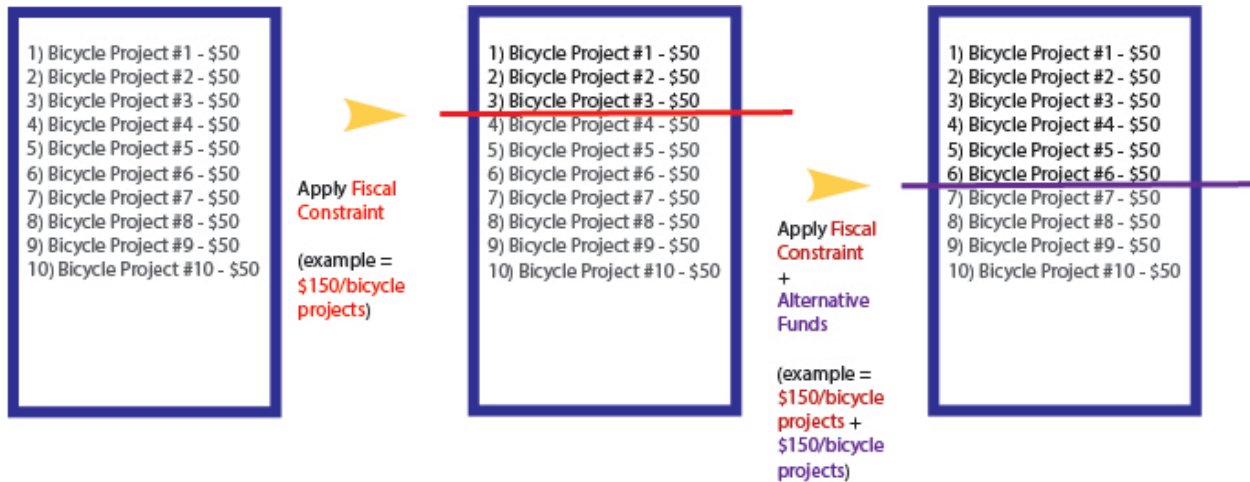 1) Bicycle Project #1 - $50
2) Bicycle Project #2 - $50
3) Bicycle Project #3 - $50
4) Bicycle Project #4 - $50
5) Bicycle Project #5 - $50
6) Bicycle Project #6 - $50
7) Bicycle Project #7 - $50
8) Bicycle Project #8 - $50
9) Bicycle Project #9 - $50
10) Bicycle Project #10 - $50
Apply Fiscal
Constraint
(example =
$150/bicycle
projects)
1) Bicycle Project #1 - $50
2) Bicycle Project #2 - $50
3) Bicycle Project #3 - $50
4) Bicycle Project #4 - $50
5) Bicycle Project #5 - $50
6) Bicycle Project #6 - $50
7) Bicycle Project #7 - $50
8) Bicycle Project #8 - $50
9) Bicycle Project #9 - $50
10) Bicycle Project #10 - $50
Apply Fiscal
Constraint
+
Alternative
Funds
(example =
$150/bicycle
projects +
$150/bicycle
projects)
1) Bicycle Project #1 - $50
2) Bicycle Project #2 - $50
3) Bicycle Project #3 - $50
4) Bicycle Project #4 - $50
5) Bicycle Project #5 - $50
6) Bicycle Project #6 - $50
7) Bicycle Project #7 - $50
8) Bicycle Project #8 - $50
9) Bicycle Project #9 - $50
10) Bicycle Project #10 - $50